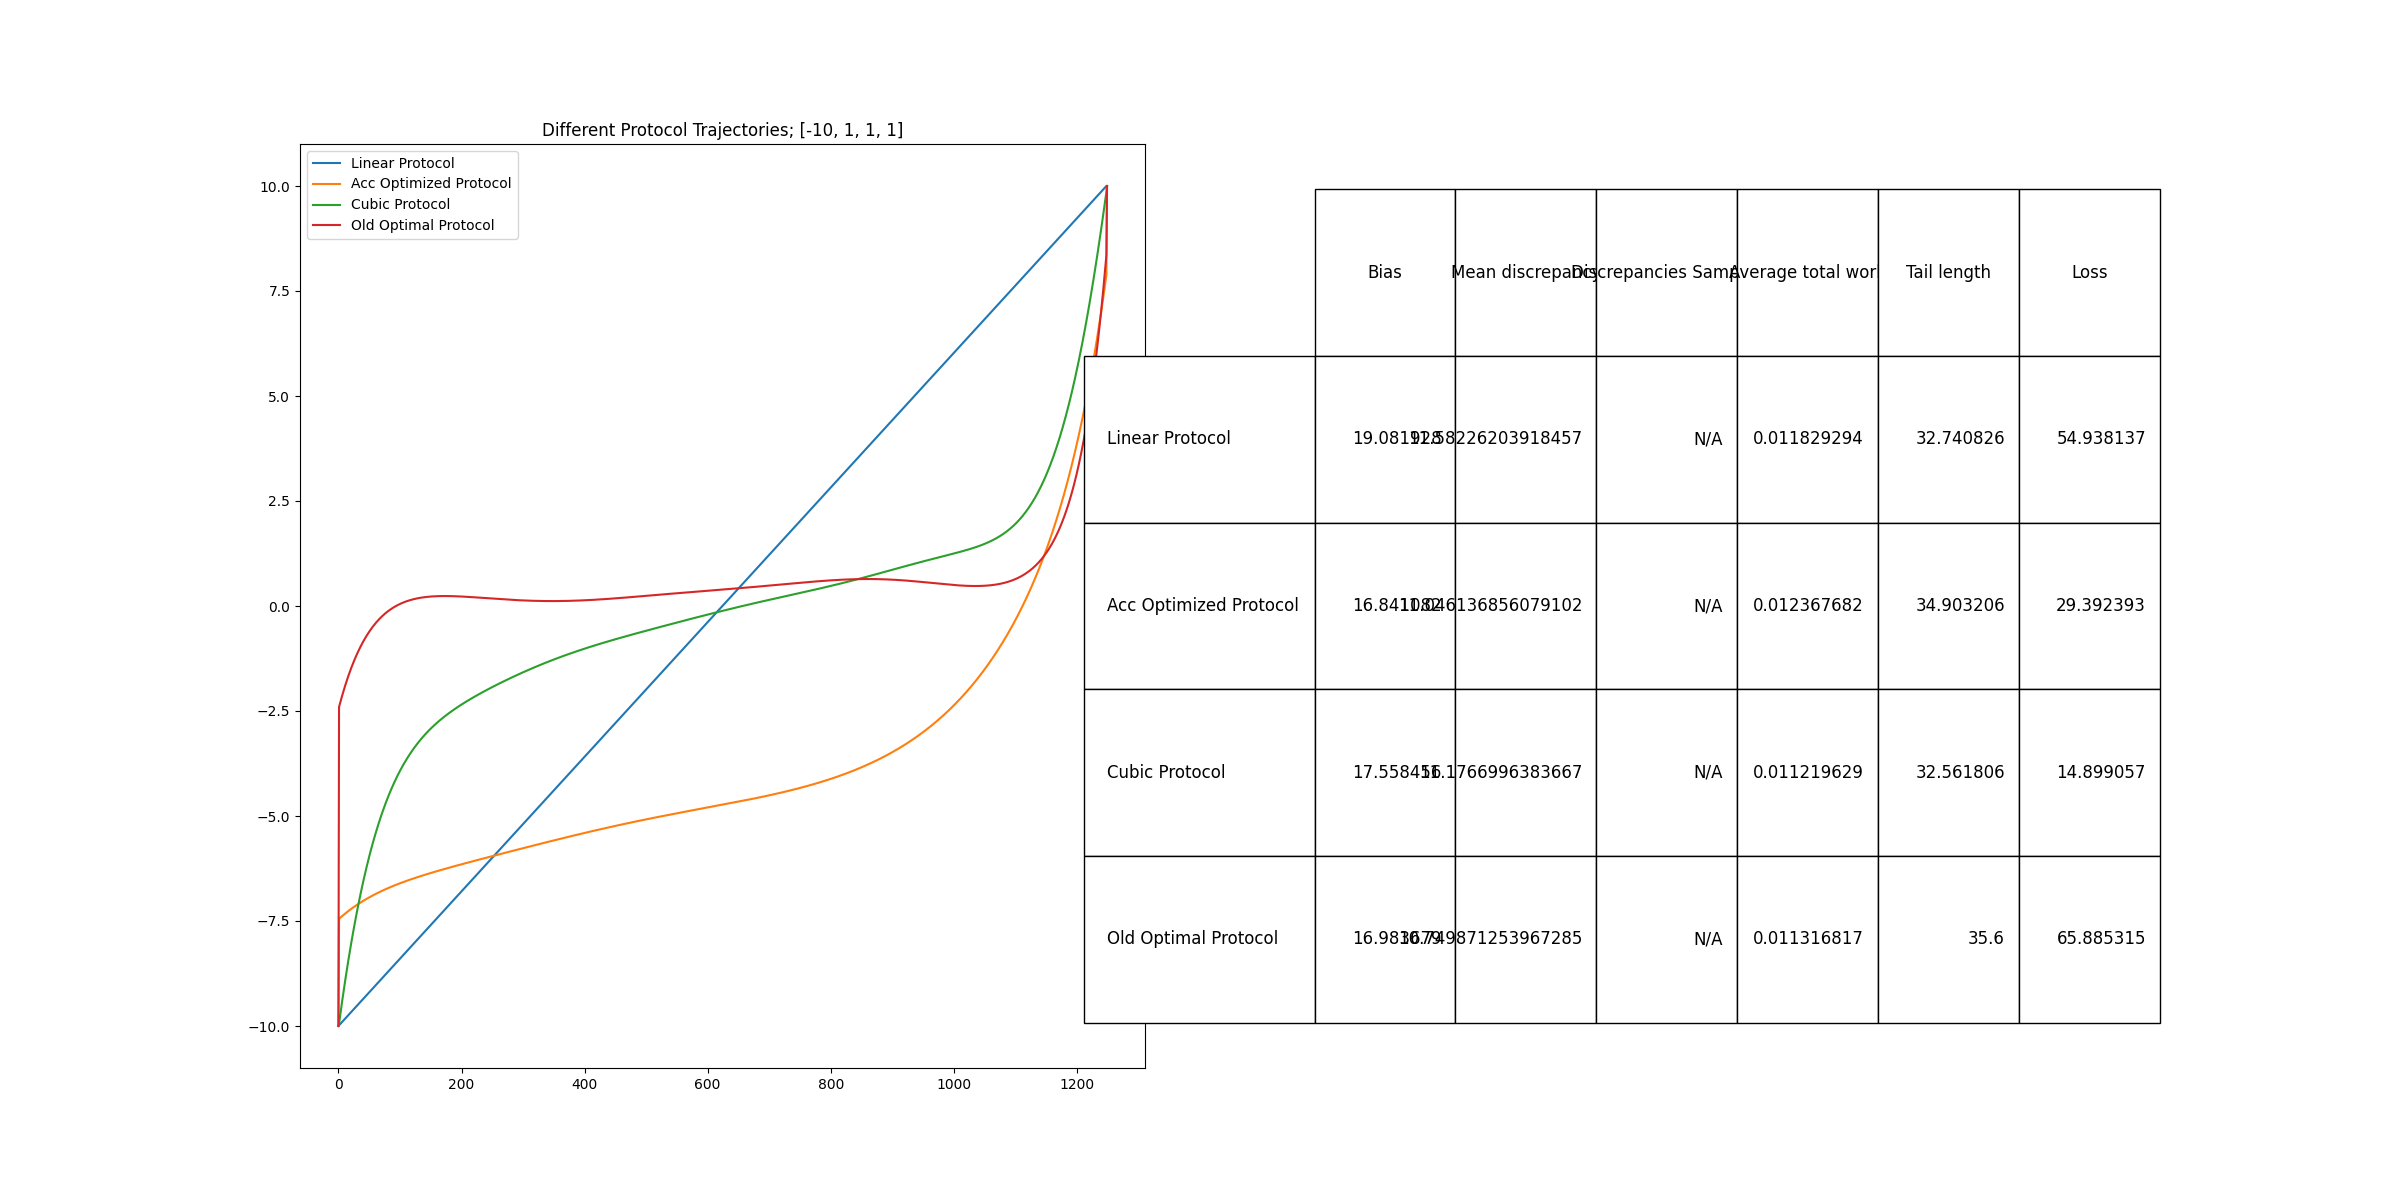 Different Protocol Trajectories; [-10, 1, 1, 1]
Linear Protocol
Acc Optimized Protocol
Cubic Protocol
Old Optimal Protocol
10.0
7.5
5.0
2.5
0.0
−2.5
−5.0
−7.5
−10.0
0 200 400 600 800 1000 1200
Bias Mean Average total Tail length Loss
Linear Protocol N/A 0.011829294 32.740826 54.938137
Acc Optimized Protocol N/A 0.012367682 34.903206 29.392393
Cubic Protocol N/A 0.011219629 32.561806 14.899057
Old Optimal Protocol N/A 0.011316817 35.6 65.885315